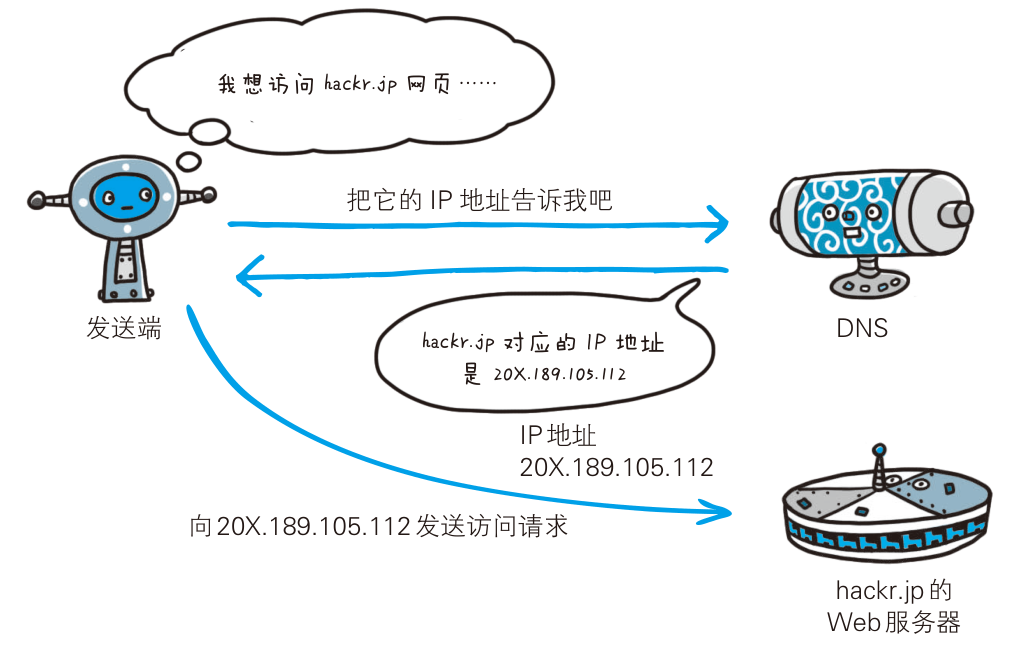 我想访问 hackr.jp 网页……
把它的 IP 地址告诉我吧
发送端
DNS
hackr.jp 对应的 IP 地址
是 20X.189.105.112
IP 地址
20X.189.105.112
向 20X.189.105.112 发送访问请求
hackr.jp 的
Web 服务器